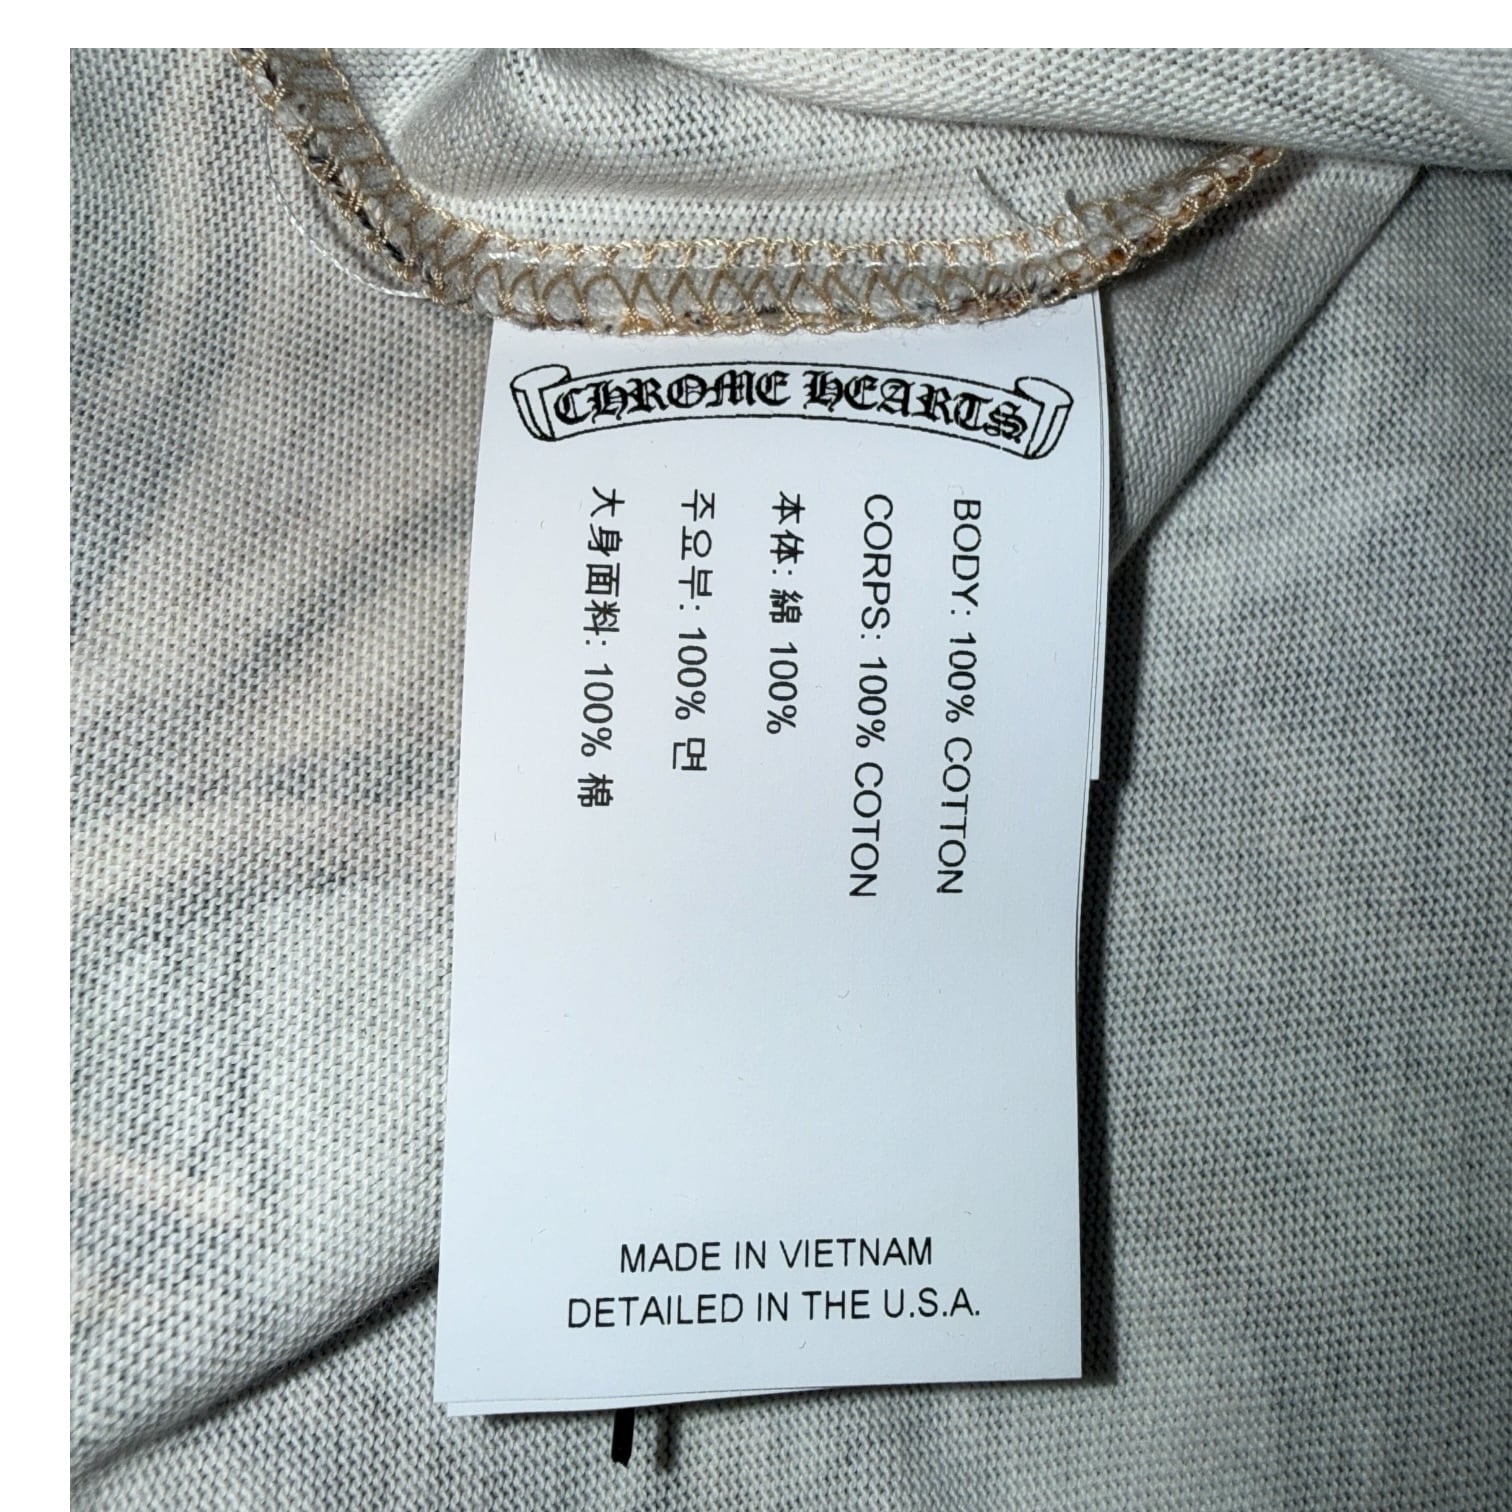 CHROME HEARTS
BODY: 100% COTTON
CORPS: 100% COTON
本体: 綿 100%
주요부: 100% 면
大身面料: 100% 棉
MADE IN VIETNAM
DETAILED IN THE U.S.A.